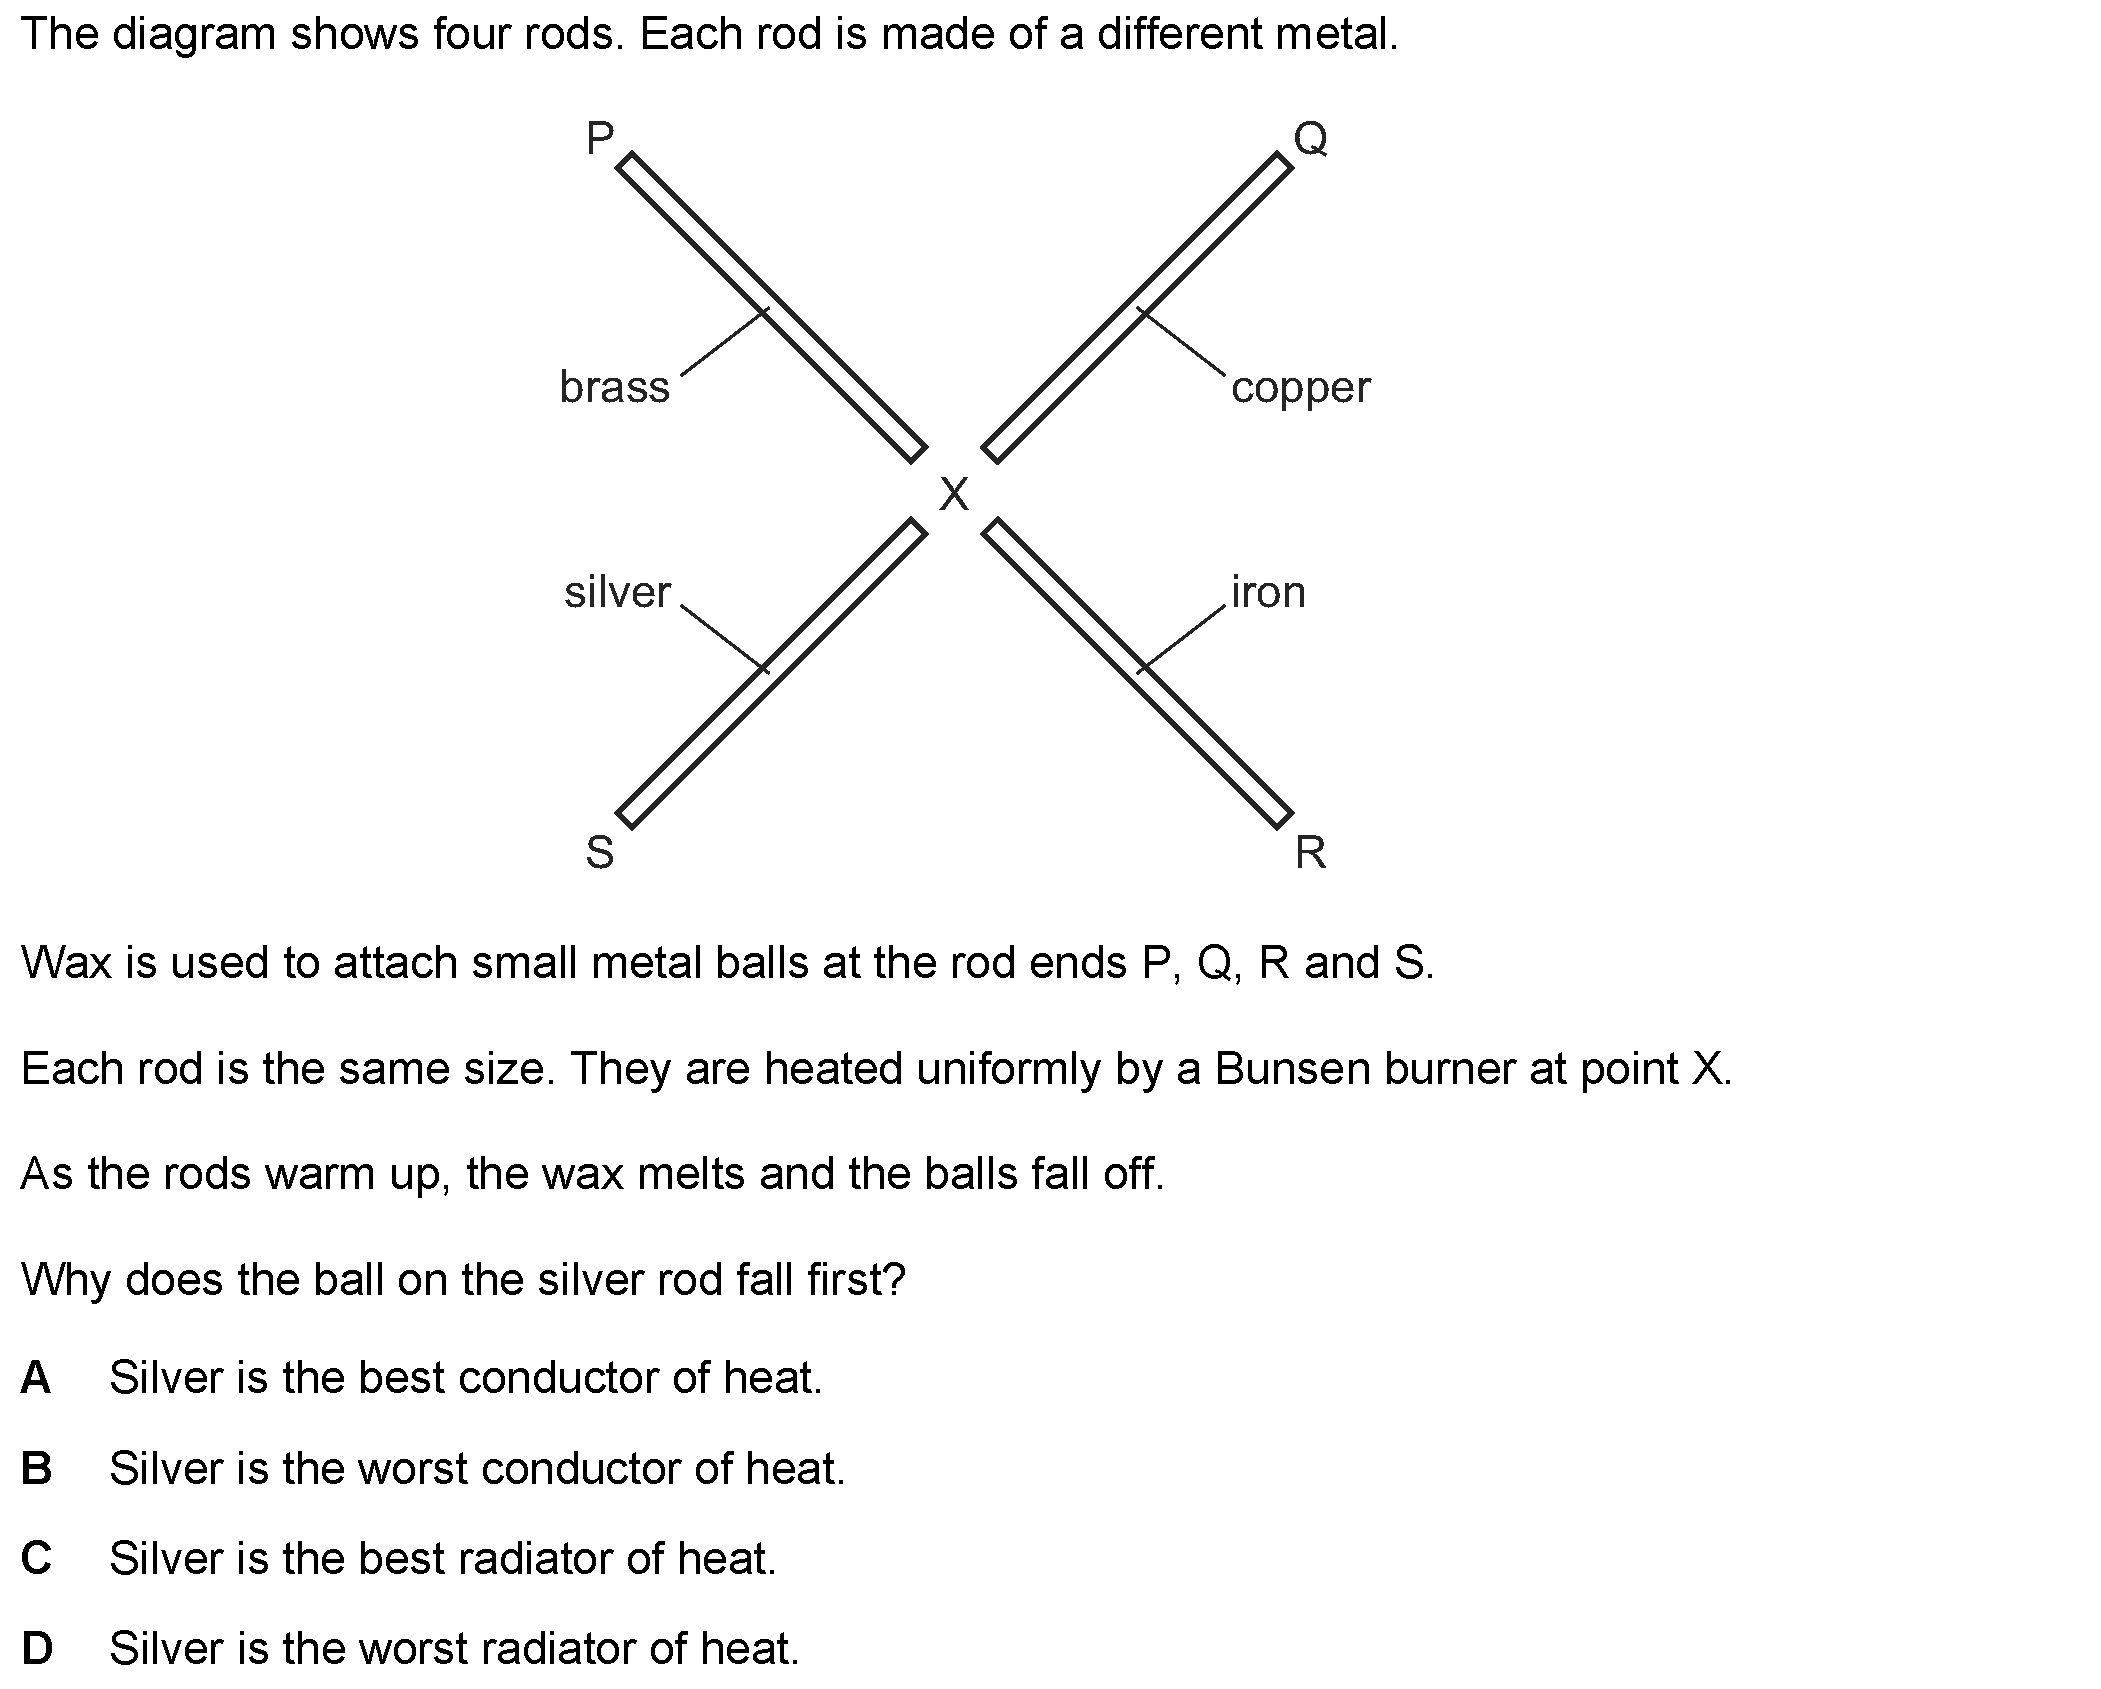 The diagram shows four rods. Each rod is made of a different metal.
P
Q
brass
copper
X
silver
iron
S
R
Wax is used to attach small metal balls at the rod ends P, Q, R and S.
Each rod is the same size. They are heated uniformly by a Bunsen burner at point X.
As the rods warm up, the wax melts and the balls fall off.
Why does the ball on the silver rod fall first?
A Silver is the best conductor of heat.
B Silver is the worst conductor of heat.
C Silver is the best radiator of heat.
D Silver is the worst radiator of heat.